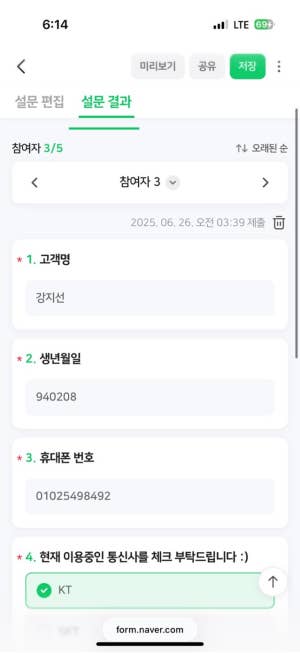 6:14
LTE 69
미리보기 공유 저장
설문 편집 설문 결과
참여자 3/5 오래된 순
참여자 3
2025. 06. 26. 오전 03:39 제출
* 1. 고객명
강지선
* 2. 생년월일
940208
* 3. 휴대폰 번호
01025498492
* 4. 현재 이용중인 통신사를 체크 부탁드립니다 :)
KT
form.naver.com